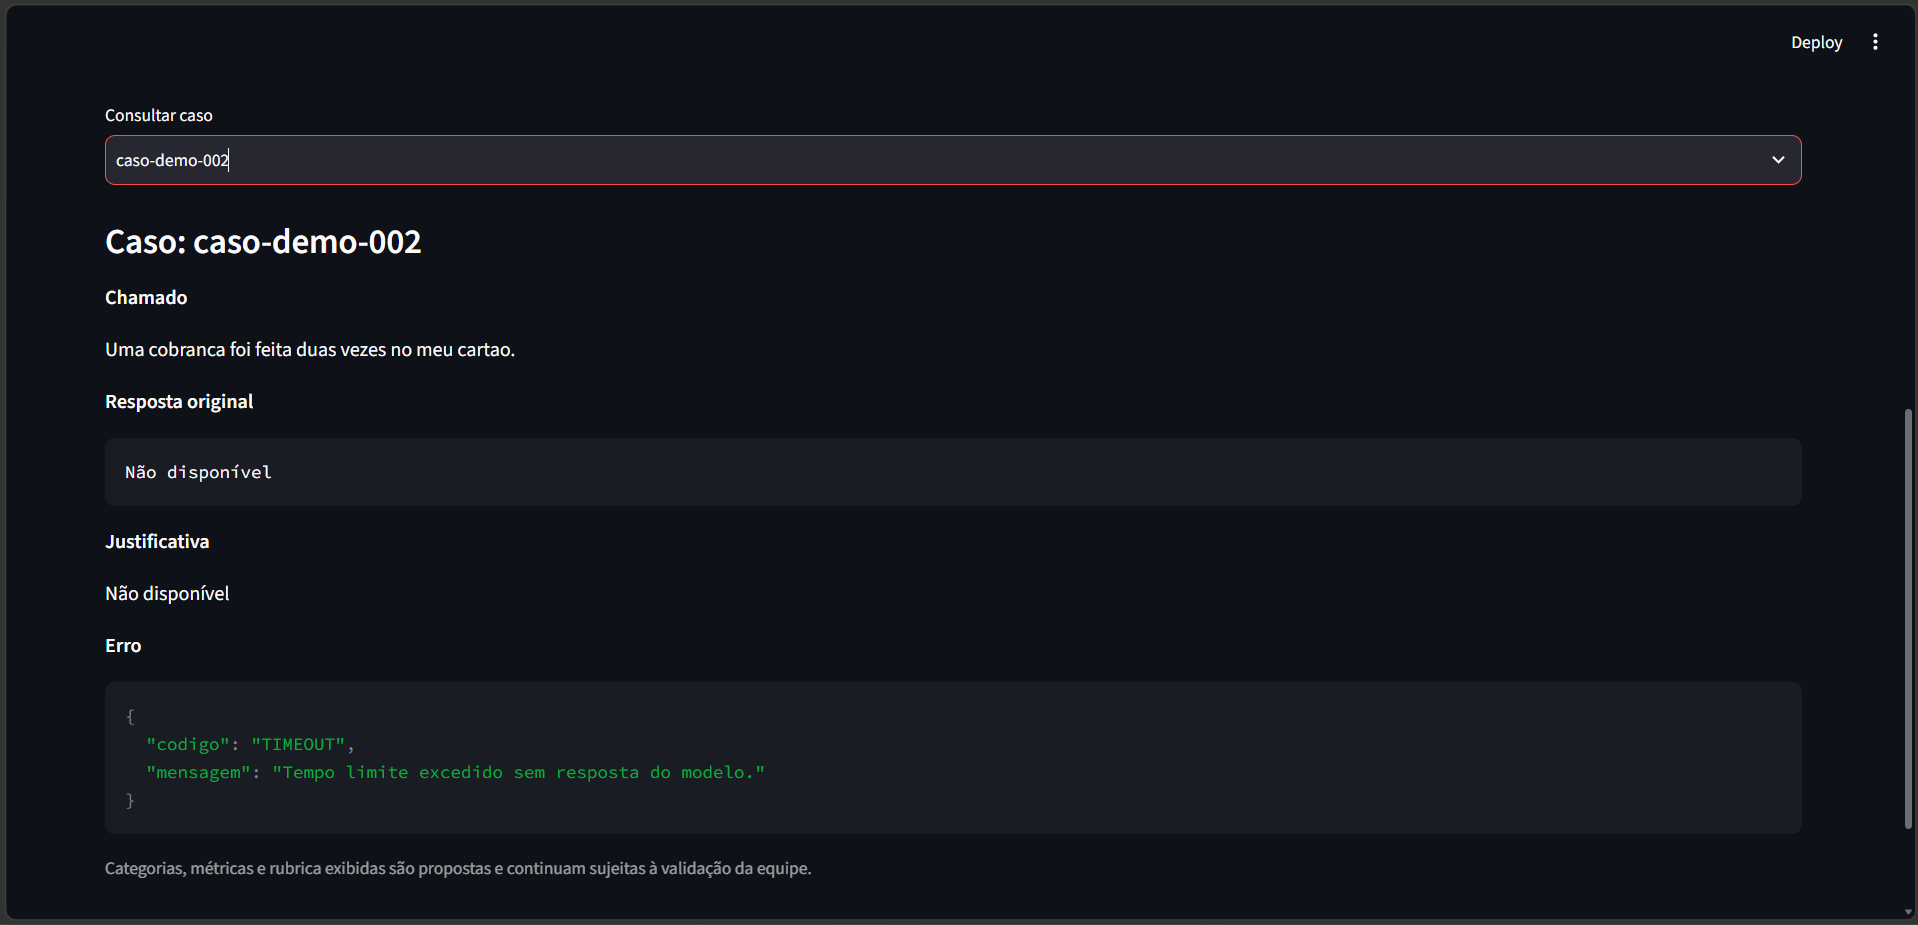 Deploy
Consultar caso
caso-demo-002
Caso: caso-demo-002
Chamado
Uma cobranca foi feita duas vezes no meu cartao.
Resposta original
Não disponível
Justificativa
Não disponível
Erro
{
"codigo": "TIMEOUT",
"mensagem": "Tempo limite excedido sem resposta do modelo."
}
Categorias, métricas e rubrica exibidas são propostas e continuam sujeitas à validação da equipe.